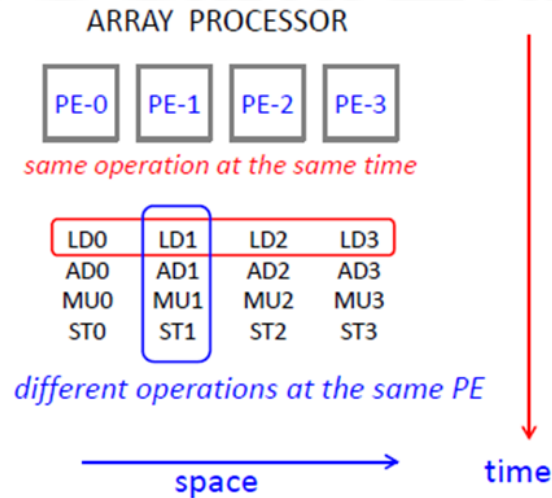 ARRAY PROCESSOR
PE-0 PE-1 PE-2 PE-3
same operation at the same time
LD0 LD1 LD2 LD3
AD0 AD1 AD2 AD3
MU0 MU1 MU2 MU3
ST0 ST1 ST2 ST3
different operations at the same PE
space
time